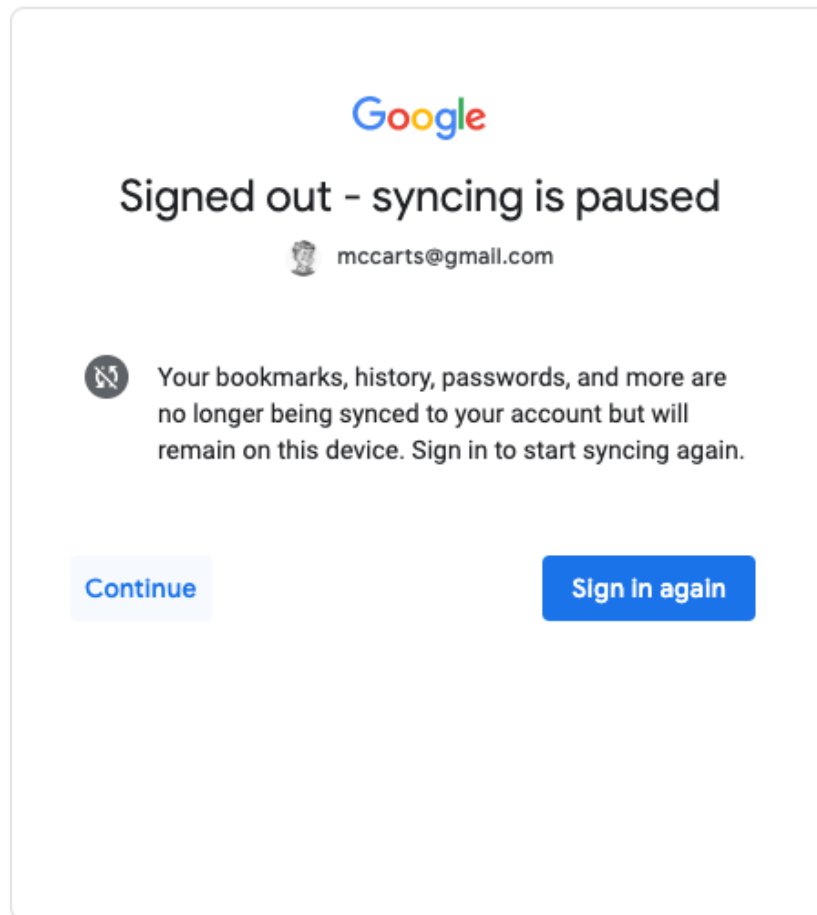 Google
Signed out - syncing is paused
mccarts@gmail.com
Your bookmarks, history, passwords, and more are
no longer being synced to your account but will
remain on this device. Sign in to start syncing again.
Continue
Sign in again